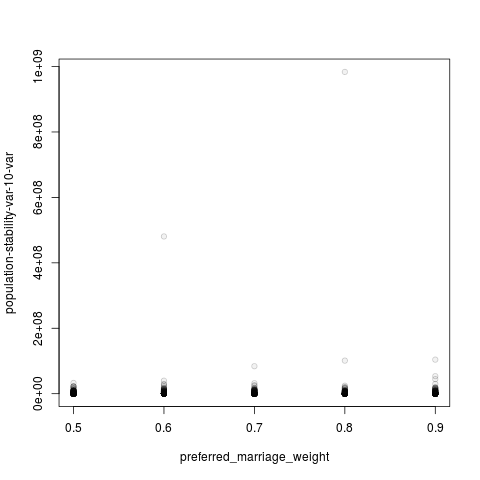 population-stability-var-10-var
1e+09
8e+08
6e+08
4e+08
2e+08
0e+00
0.5 0.6 0.7 0.8 0.9
preferred_marriage_weight